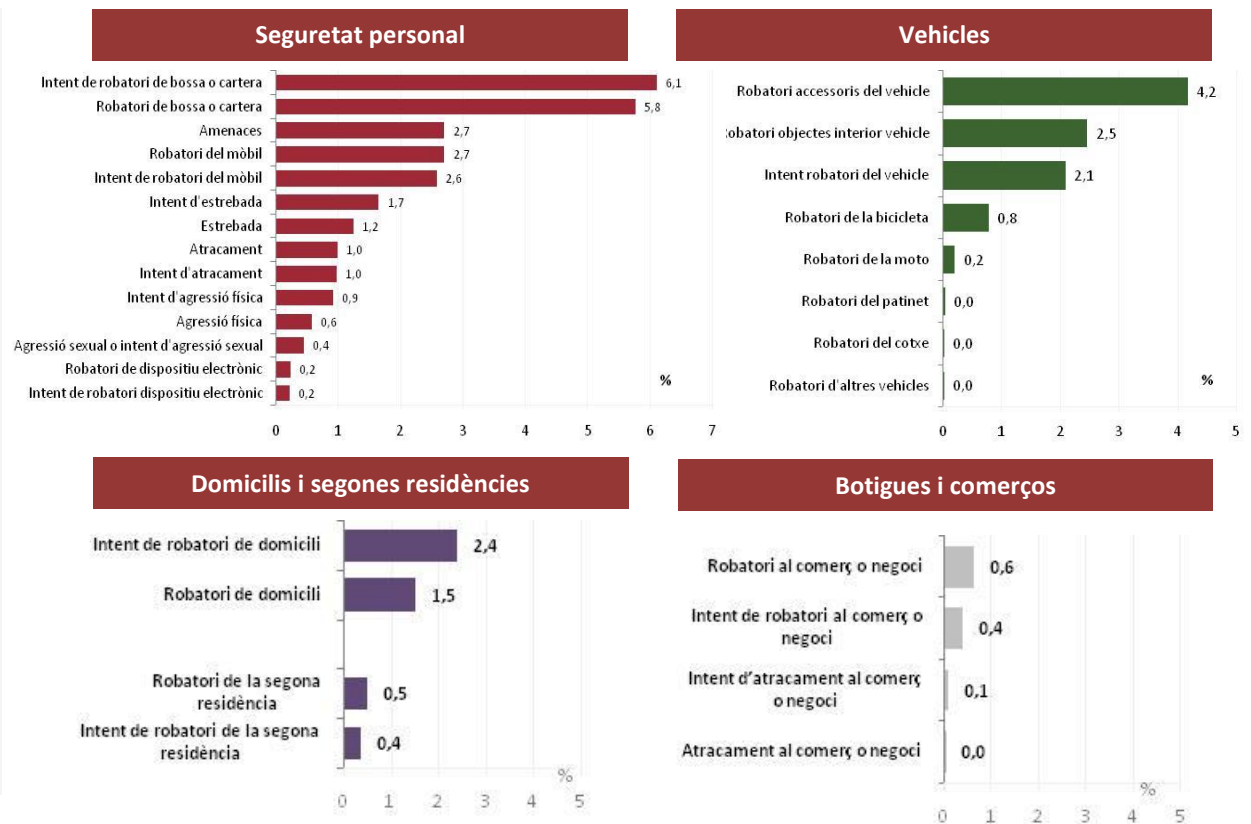 Seguretat personal
Intent de robatori de bossa o cartera 6,1
Robatori de bossa o cartera 5,8
Amenaces 2,7
Robatori del mòbil 2,7
Intent de robatori del mòbil 2,6
Intent d'estrebada 1,7
Estrebada 1,2
Atracament 1,0
Intent d'atracament 1,0
Intent d'agressió física 0,9
Agressió física 0,6
Agressió sexual o intent d'agressió sexual 0,4
Robatori de dispositiu electrònic 0,2
Intent de robatori dispositiu electrònic 0,2
%
0 1 2 3 4 5 6 7
Vehicles
Robatori accessoris del vehicle 4,2
Robatori objectes interior vehicle 2,5
Intent robatori del vehicle 2,1
Robatori de la bicicleta 0,8
Robatori de la moto 0,2
Robatori del patinet 0,0
Robatori del cotxe 0,0
Robatori d'altres vehicles 0,0
%
0 1 2 3 4 5
Domicilis i segones residències
Intent de robatori de domicili 2,4
Robatori de domicili 1,5
Robatori de la segona
residència 0,5
Intent de robatori de la segona
residència 0,4
%
0 1 2 3 4 5
Botigues i comerços
Robatori al comerç o negoci 0,6
Intent de robatori al comerç o
negoci 0,4
Intent d'atracament al comerç
o negoci 0,1
Atracament al comerç o negoci 0,0
%
0 1 2 3 4 5